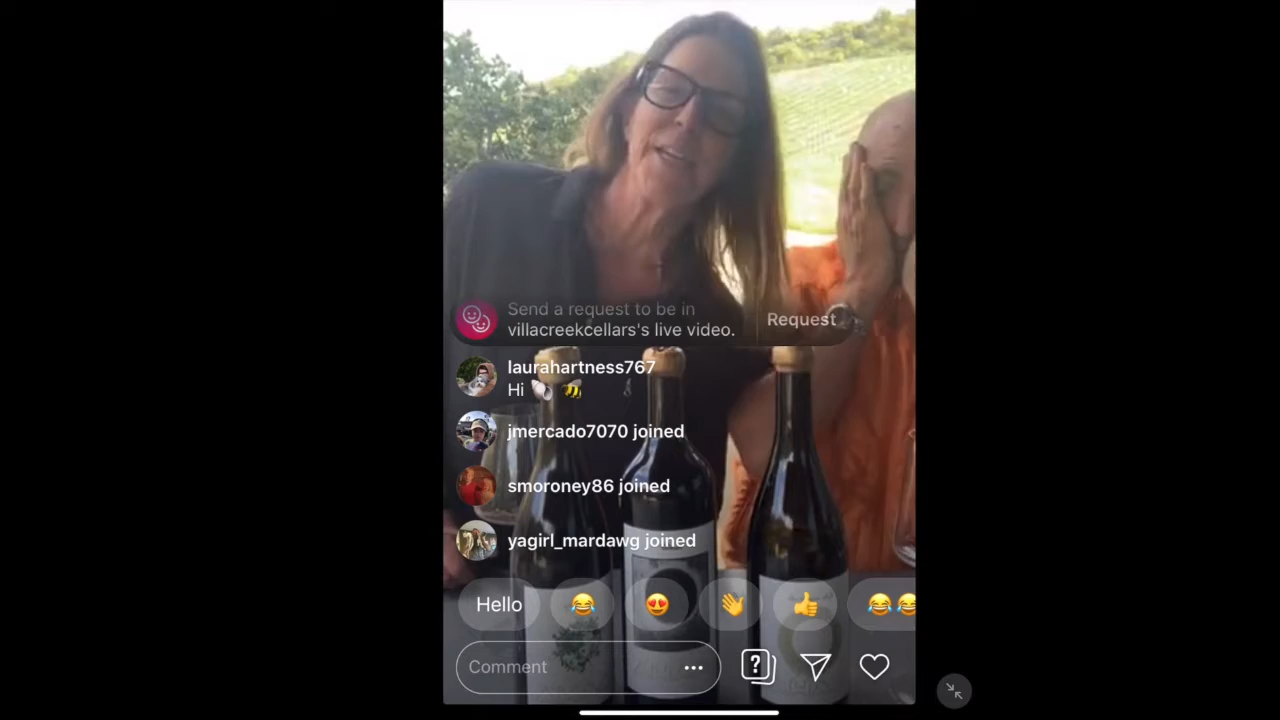 Send a request to be in
villacreekcellars's live video.
Request
laurahartness767
Hi
jmercado7070 joined
smoroney86 joined
yagirl_mardawg joined
Hello
Comment